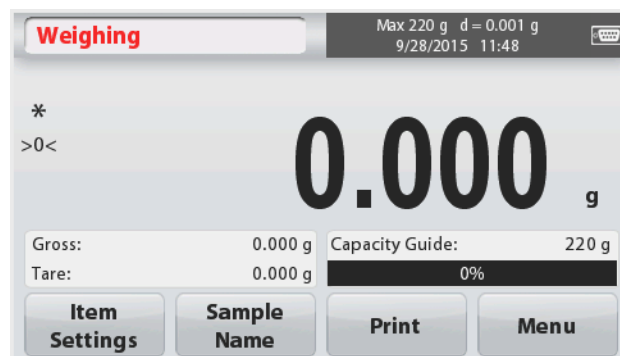 Weighing
Max 220 g d = 0.001 g
9/28/2015 11:48
*
>0<
0.000 g
Gross: 0.000 g
Tare: 0.000 g
Capacity Guide: 220 g
0%
Item
Settings
Sample
Name
Print
Menu